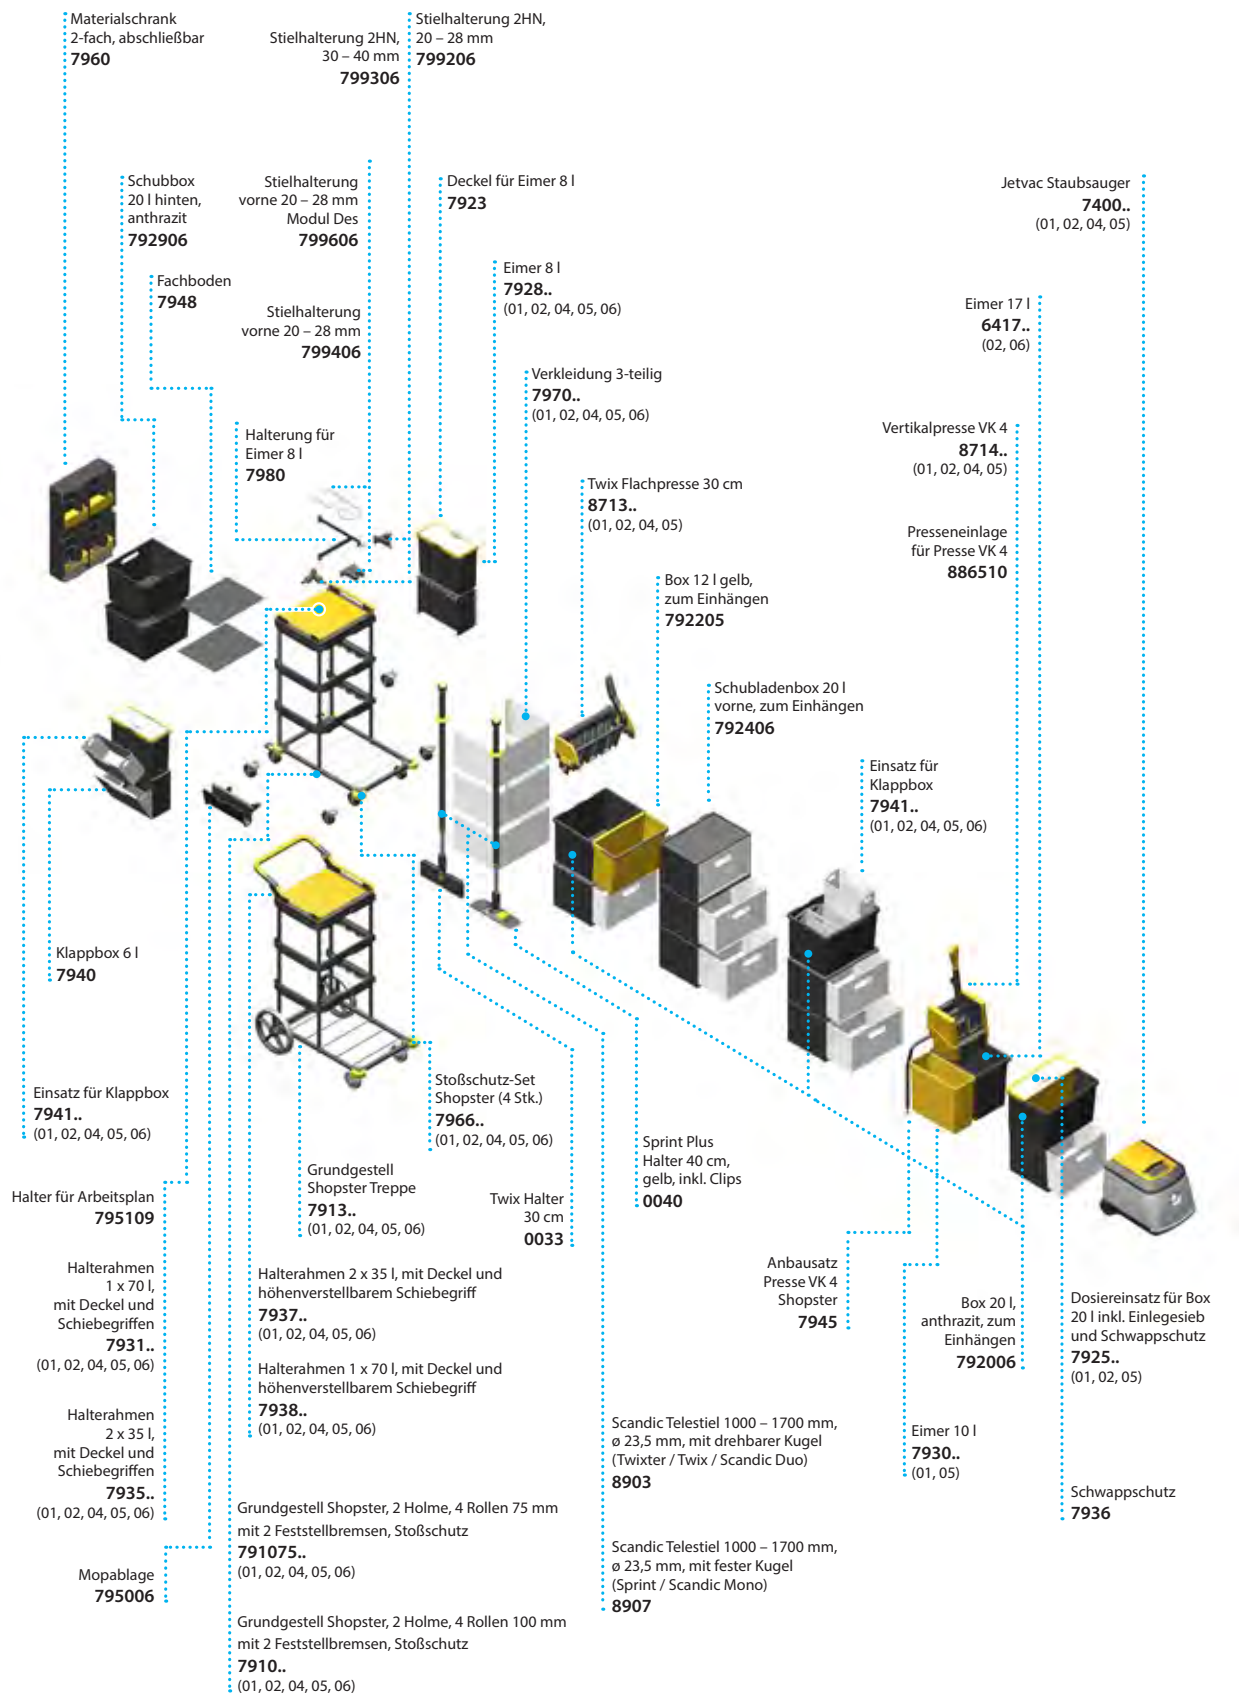 Materialschrank
2-fach, abschließbar
7960
Stielhalterung 2HN,
30 – 40 mm
799306
Stielhalterung 2HN,
20 – 28 mm
799206
Schubbox
20 l hinten,
anthrazit
792906
Stielhalterung
vorne 20 – 28 mm
Modul Des
799606
Deckel für Eimer 8 l
7923
Jetvac Staubsauger
7400..
(01, 02, 04, 05)
Fachboden
7948
Stielhalterung
vorne 20 – 28 mm
799406
Eimer 8 l
7928..
(01, 02, 04, 05, 06)
Eimer 17 l
6417..
(02, 06)
Verkleidung 3-teilig
7970..
(01, 02, 04, 05, 06)
Halterung für
Eimer 8 l
7980
Vertikalpresse VK 4
8714..
(01, 02, 04, 05)
Twix Flachpresse 30 cm
8713..
(01, 02, 04, 05)
Presseneinlage
für Presse VK 4
886510
Box 12 l gelb,
zum Einhängen
792205
Schubladenbox 20 l
vorne, zum Einhängen
792406
Einsatz für
Klappbox
7941..
(01, 02, 04, 05, 06)
Klappbox 6 l
7940
Einsatz für Klappbox
7941..
(01, 02, 04, 05, 06)
Stoßschutz-Set
Shopster (4 Stk.)
7966..
(01, 02, 04, 05, 06)
Grundgestell
Shopster Treppe
7913..
(01, 02, 04, 05, 06)
Twix Halter
30 cm
0033
Sprint Plus
Halter 40 cm,
gelb, inkl. Clips
0040
Halter für Arbeitsplan
795109
Halterahmen
1 x 70 l,
mit Deckel und
Schiebegriffen
7931..
(01, 02, 04, 05, 06)
Halterahmen 2 x 35 l, mit Deckel und
höhenverstellbarem Schiebegriff
7937..
(01, 02, 04, 05, 06)
Anbausatz
Presse VK 4
Shopster
7945
Box 20 l,
anthrazit, zum
Einhängen
792006
Dosiereinsatz für Box
20 l inkl. Einlegesieb
und Schwappschutz
7925..
(01, 02, 05)
Halterahmen 1 x 70 l, mit Deckel und
höhenverstellbarem Schiebegriff
7938..
(01, 02, 04, 05, 06)
Halterahmen
2 x 35 l,
mit Deckel und
Schiebegriffen
7935..
(01, 02, 04, 05, 06)
Scandic Telestiel 1000 – 1700 mm,
ø 23,5 mm, mit drehbarer Kugel
(Twixter / Twix / Scandic Duo)
8903
Eimer 10 l
7930..
(01, 05)
Schwappschutz
7936
Grundgestell Shopster, 2 Holme, 4 Rollen 75 mm
mit 2 Feststellbremsen, Stoßschutz
791075..
(01, 02, 04, 05, 06)
Mopablage
795006
Scandic Telestiel 1000 – 1700 mm,
ø 23,5 mm, mit fester Kugel
(Sprint / Scandic Mono)
8907
Grundgestell Shopster, 2 Holme, 4 Rollen 100 mm
mit 2 Feststellbremsen, Stoßschutz
7910..
(01, 02, 04, 05, 06)